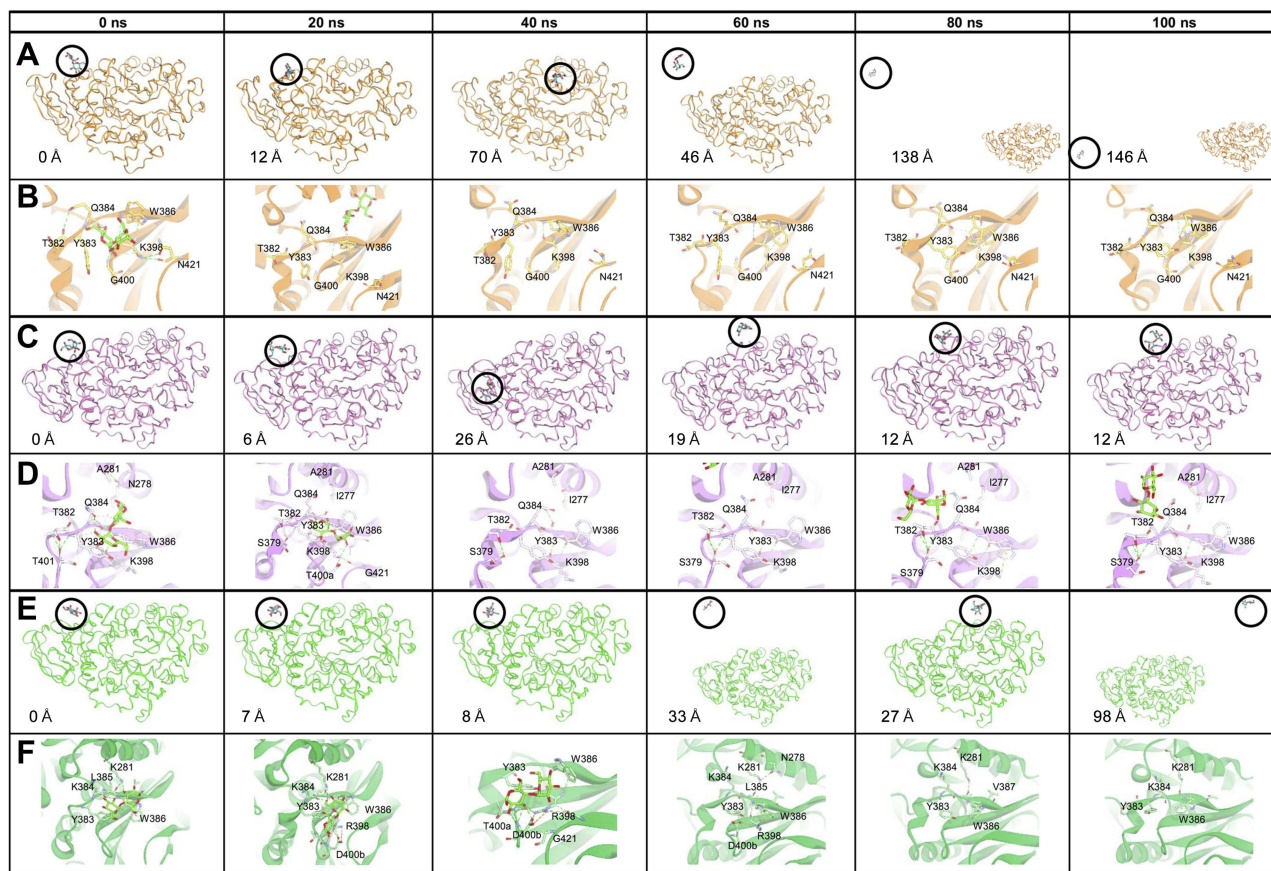 0 ns 20 ns 40 ns 60 ns 80 ns 100 ns
A
0 Å 12 Å 70 Å 46 Å 138 Å 146 Å
B
Q384 W386 T382 Y383 K398 G400 N421
Q384 T382 W386 Y383 K398 G400 N421
Q384 Y383 W386 T382 K398 G400 N421
Q384 T382 W386 Y383 K398 G400 N421
Q384 T382 Y383 W386 K398 G400 N421
Q384 T382 W386 Y383 K398 G400 N421
C
0 Å 6 Å 26 Å 19 Å 12 Å 12 Å
D
A281 N278 Q384 T382 Y383 W386 T401 K398
A281 I277 Q384 T382 Y383 W386 S379 K398 T400a G421
A281 I277 Q384 T382 W386 Y383 S379 K398
A281 I277 Q384 T382 W386 Y383 S379 K398
A281 I277 Q384 T382 W386 Y383 S379 K398
A281 I277 Q384 T382 Y383 W386 S379 K398
E
0 Å 7 Å 8 Å 33 Å 27 Å 98 Å
F
K281 L385 K384 Y383 W386
K281 K384 Y383 W386 R398 D400b
W386 Y383 T400a R398 D400b G421
N278 K281 K384 L385 Y383 W386 D400b R398
K281 K384 V387 Y383 W386
K281 K384 Y383 W386